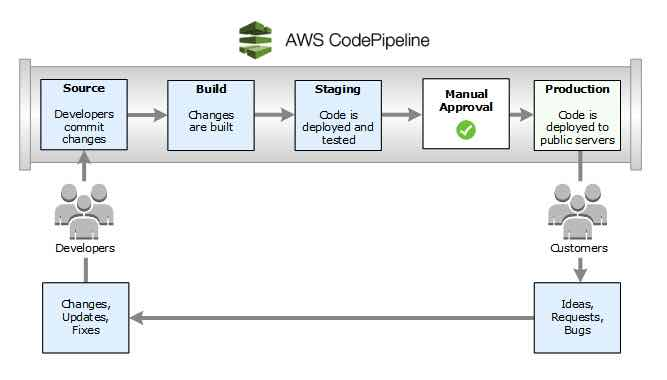 AWS CodePipeline
Source
Developers
commit
changes
Build
Changes
are built
Staging
Code is
deployed and
tested
Manual
Approval
Production
Code is
deployed to
public servers
Developers
Customers
Changes,
Updates,
Fixes
Ideas,
Requests,
Bugs